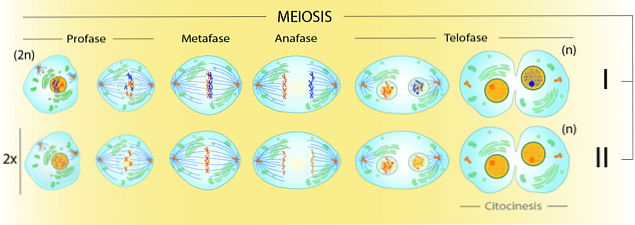 MEIOSIS
Profase Metafase Anafase Telofase
(2n) (n)
I
(n)
2x II
Citocinesis